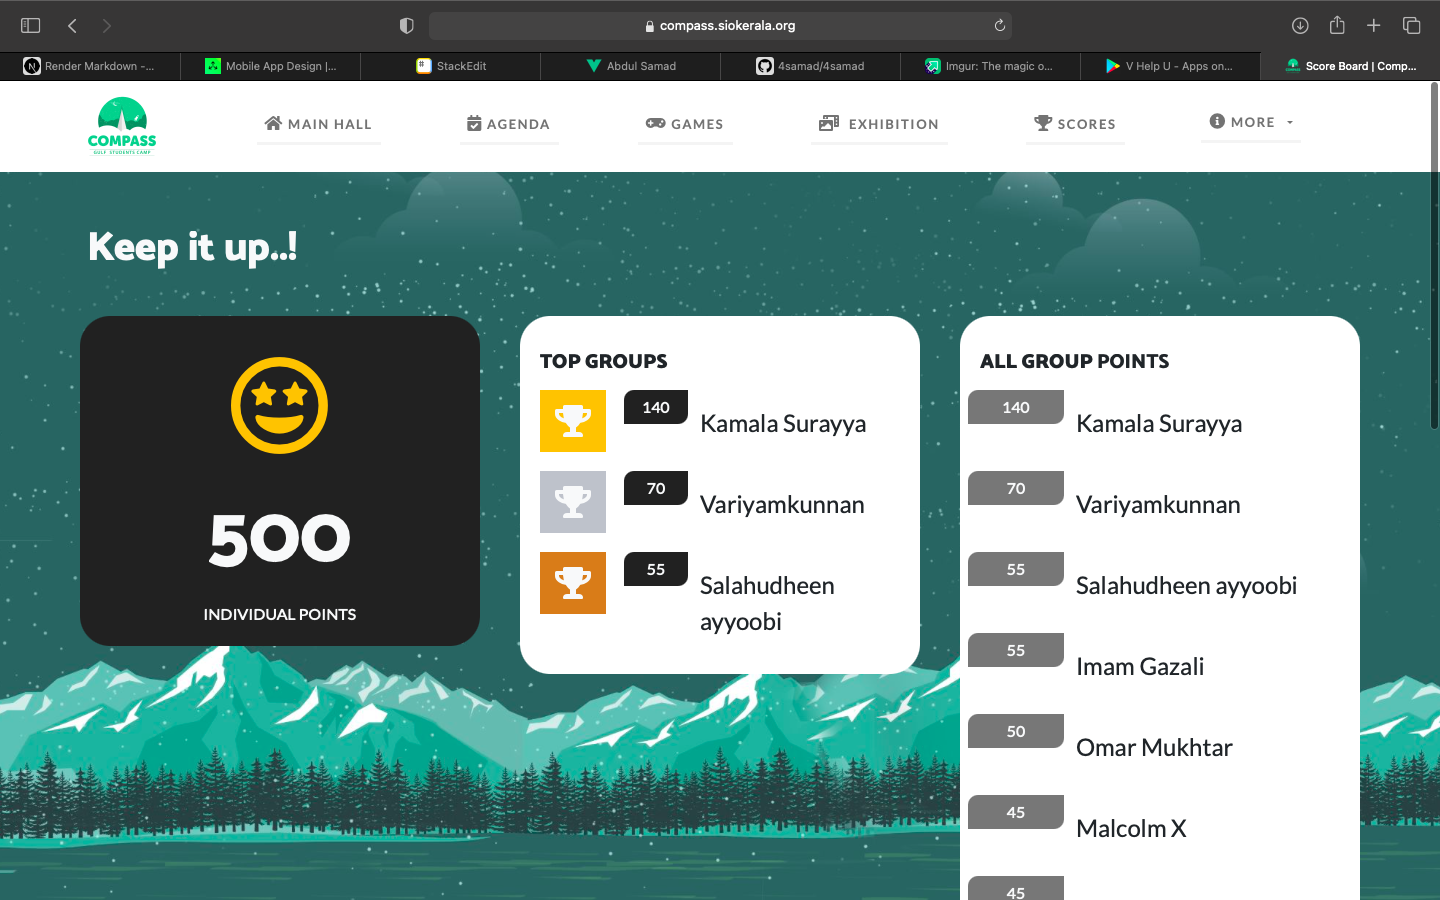 compass.siokerala.org
Render Markdown -...
Mobile App Design |...
StackEdit
Abdul Samad
4samad/4samad
Imgur: The magic o...
V Help U - Apps on...
Score Board | Comp...
COMPASS
GULF STUDENTS CAMP
MAIN HALL
AGENDA
GAMES
EXHIBITION
SCORES
MORE
Keep it up..!
500
INDIVIDUAL POINTS
TOP GROUPS
140 Kamala Surayya
70 Variyamkunnan
55 Salahudheen
ayyoobi
ALL GROUP POINTS
140 Kamala Surayya
70 Variyamkunnan
55 Salahudheen ayyoobi
55 Imam Gazali
50 Omar Mukhtar
45 Malcolm X
45